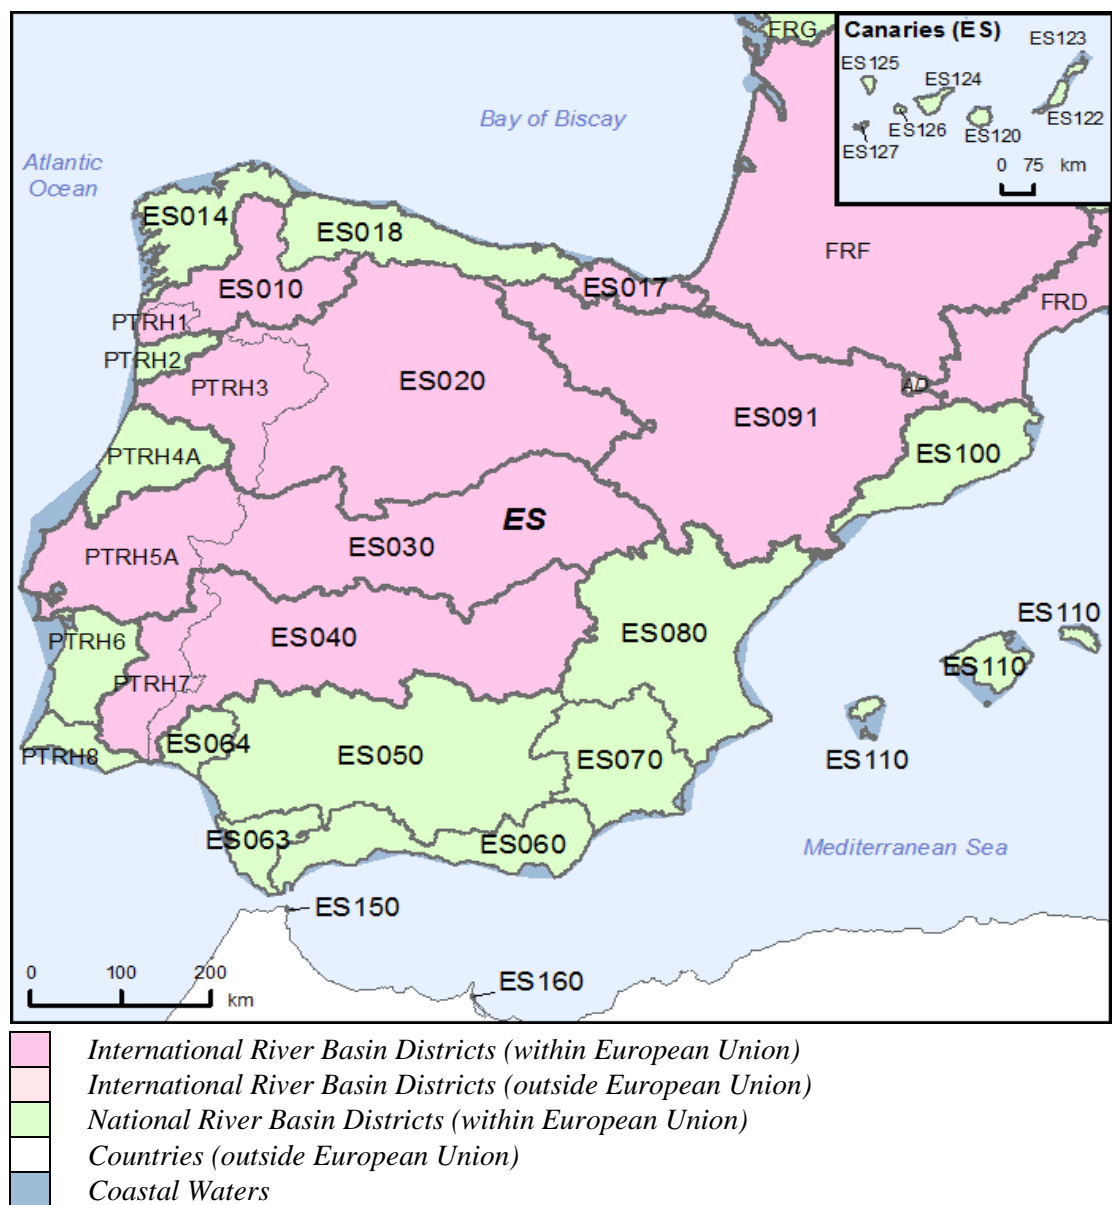 FRG
Canaries (ES)
ES123
ES125
ES124
ES122
ES126
ES120
ES127
0 75 km
Bay of Biscay
Atlantic
Ocean
ES014
ES018
FRF
ES010
ES017
FRD
PTRH1
PTRH2
PTRH3
ES020
AD
ES091
PTRH4A
ES100
ES
ES030
PTRH5A
ES110
ES040
ES080
PTRH6
ES110
PTRH7
ES064
ES050
ES070
PTRH8
ES110
ES063
ES060
Mediterranean Sea
ES150
ES160
0 100 200
km
International River Basin Districts (within European Union)
International River Basin Districts (outside European Union)
National River Basin Districts (within European Union)
Countries (outside European Union)
Coastal Waters